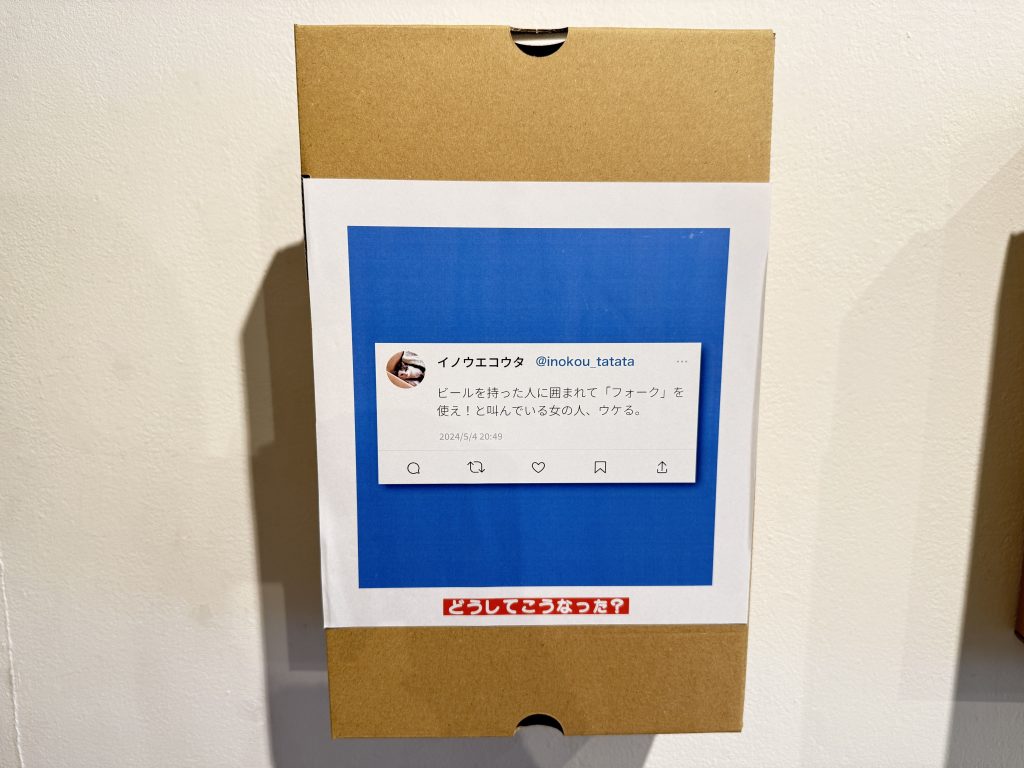 イノウエコウタ @inokou_tatata
ビールを持った人に囲まれて「フォーク」を
使え！と叫んでいる女の人、ウケる。
2024/5/4 20:49
どうしてこうなった？